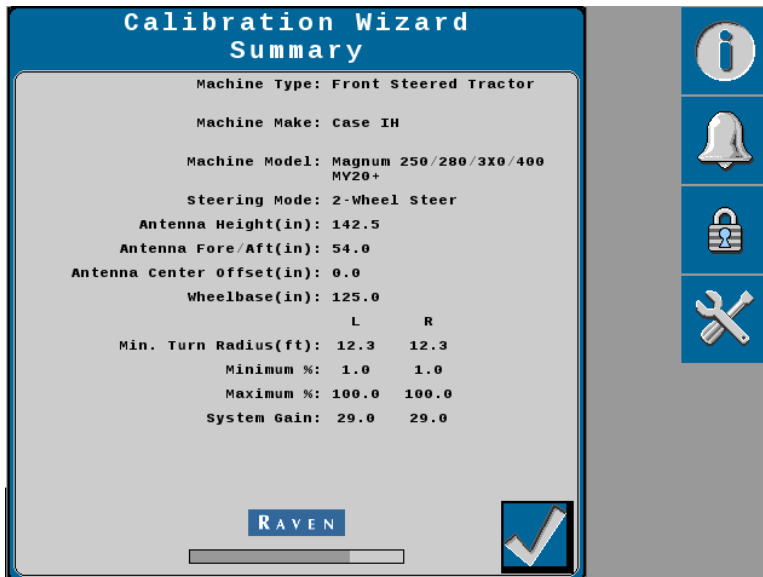 Calibration Wizard
Summary
Machine Type: Front Steered Tractor
Machine Make: Case IH
Machine Model: Magnum 250/280/3X0/400
MY20+
Steering Mode: 2-Wheel Steer
Antenna Height(in): 142.5
Antenna Fore/Aft(in): 54.0
Antenna Center Offset(in): 0.0
Wheelbase(in): 125.0
L R
Min. Turn Radius(ft): 12.3 12.3
Minimum %: 1.0 1.0
Maximum %: 100.0 100.0
System Gain: 29.0 29.0
RAVEN